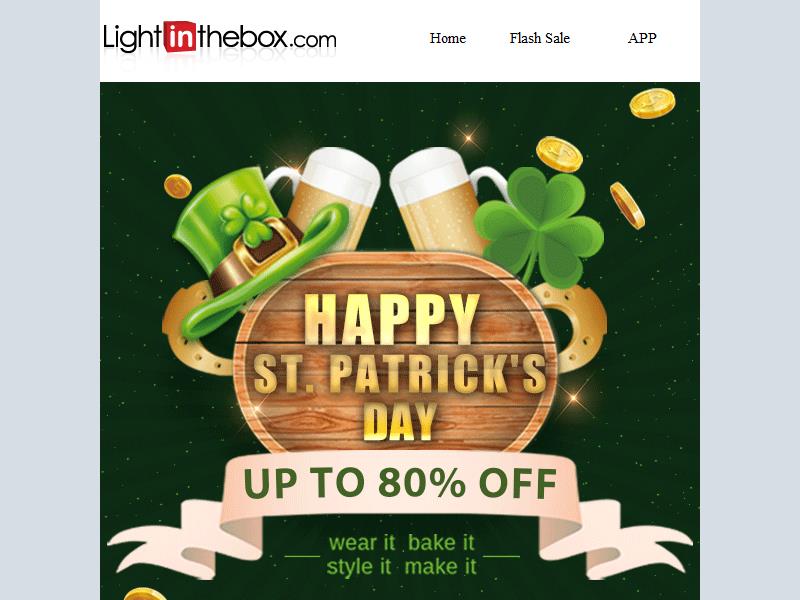 Lightinthebox.com
Home Flash Sale APP
HAPPY
ST. PATRICK'S
DAY
UP TO 80% OFF
wear it bake it
style it make it